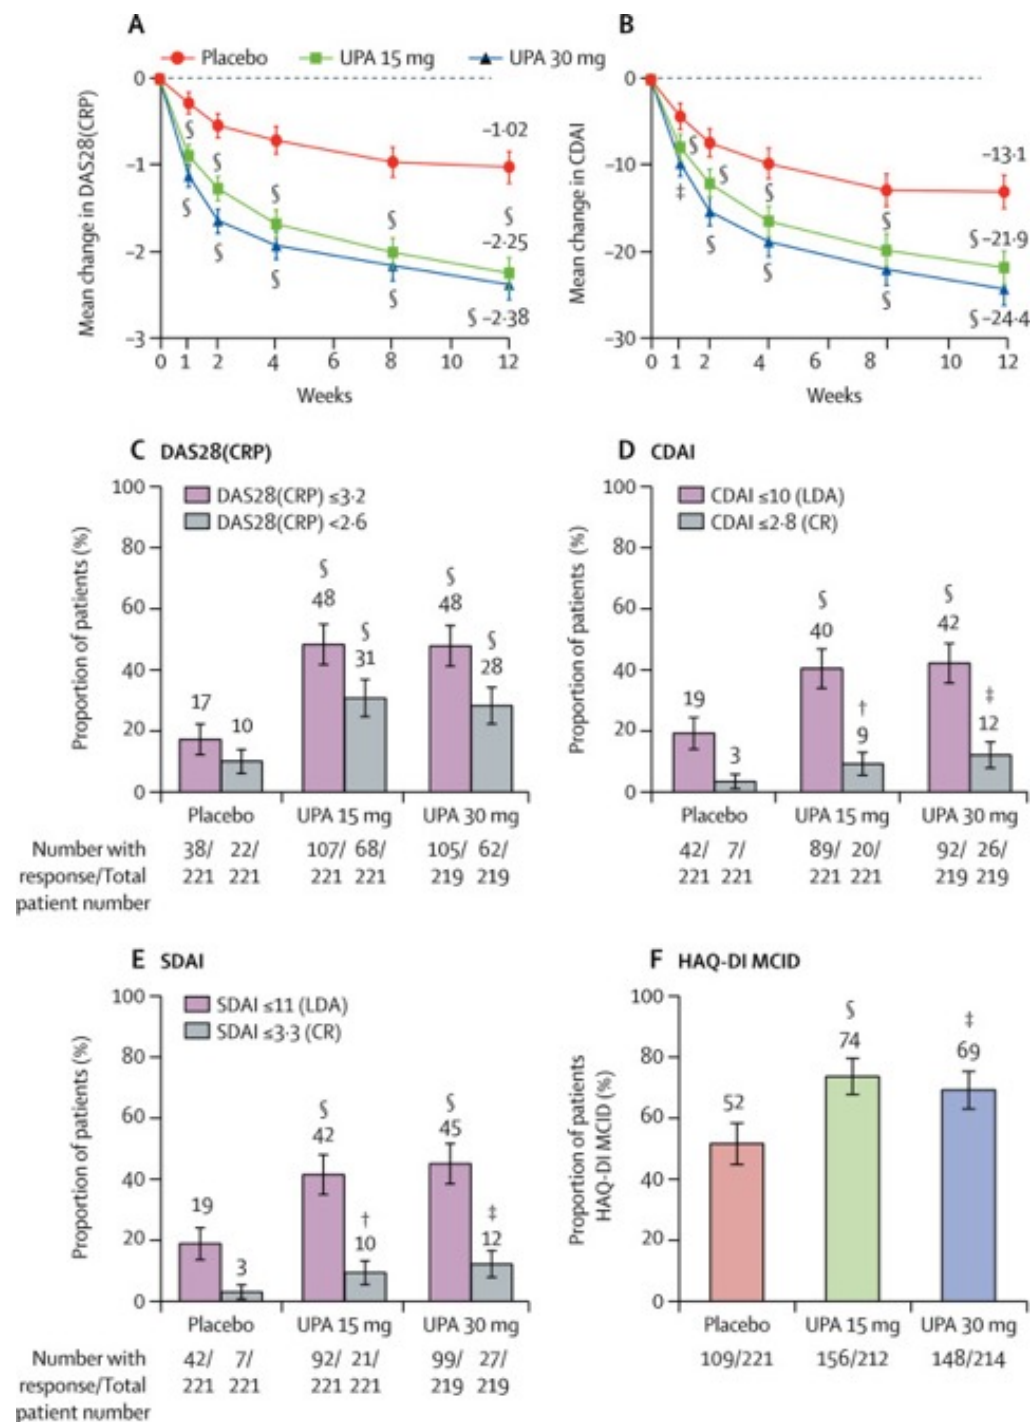 A
B
Placebo UPA 15 mg UPA 30 mg
Mean change in DAS28(CRP)
0
−1
−2
−3
§
§
§
§
§
§
§
§
§
−1·02
−2·25
§ −2·38
0 1 2 4 6 8 10 12
Weeks
Mean change in CDAI
0
−10
−20
−30
§
‡
§
§
§
§
§
§
−13·1
§ −21·9
§ −24·4
0 1 2 4 6 8 10 12
Weeks
C DAS28(CRP)
DAS28(CRP) ≤3·2
DAS28(CRP) <2·6
Proportion of patients (%)
100
80
60
40
20
0
17
10
§
48
§
31
§
48
§
28
Placebo UPA 15 mg UPA 30 mg
Number with 38/ 22/ 107/ 68/ 105/ 62/
response/Total 221 221 221 221 219 219
patient number
D CDAI
CDAI ≤10 (LDA)
CDAI ≤2·8 (CR)
Proportion of patients (%)
100
80
60
40
20
0
19
3
§
40
†
9
§
42
‡
12
Placebo UPA 15 mg UPA 30 mg
42/ 7/ 89/ 20/ 92/ 26/
221 221 221 221 219 219
E SDAI
SDAI ≤11 (LDA)
SDAI ≤3·3 (CR)
Proportion of patients (%)
100
80
60
40
20
0
19
3
§
42
†
10
§
45
‡
12
Placebo UPA 15 mg UPA 30 mg
Number with 42/ 7/ 92/ 21/ 99/ 27/
response/Total 221 221 221 221 219 219
patient number
F HAQ-DI MCID
Proportion of patients
HAQ-DI MCID (%)
100
80
60
40
20
0
52
§
74
‡
69
Placebo UPA 15 mg UPA 30 mg
109/221 156/212 148/214